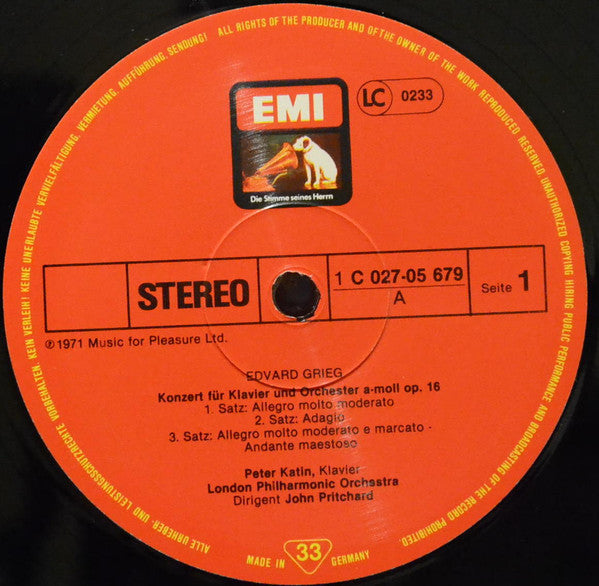 ALL RIGHTS OF THE PRODUCER AND OF THE OWNER OF THE WORK REPRODUCED RESERVED UNAUTHORIZED COPYING HIRING PUBLIC PERFORMANCE AND BROADCASTING OF THE RECORD PROHIBITED
EMI
Die Stimme seines Herrn
LC 0233
STEREO
1 C 027-05 679
A
Seite 1
℗1971 Music for Pleasure Ltd.
EDVARD GRIEG
Konzert für Klavier und Orchester a-moll op. 16
1. Satz: Allegro molto moderato
2. Satz: Adagio
3. Satz: Allegro molto moderato e marcato -
Andante maestoso
Peter Katin, Klavier
London Philharmonic Orchestra
Dirigent John Pritchard
ALLE URHEBER- UND LEISTUNGSSCHUTZRECHTE VORBEHALTEN. KEIN VERLEIH! KEINE UNERLAUBTE VERVIELFÄLTIGUNG, VERMIETUNG, AUFFÜHRUNG, SENDUNG!
MADE IN 33 GERMANY